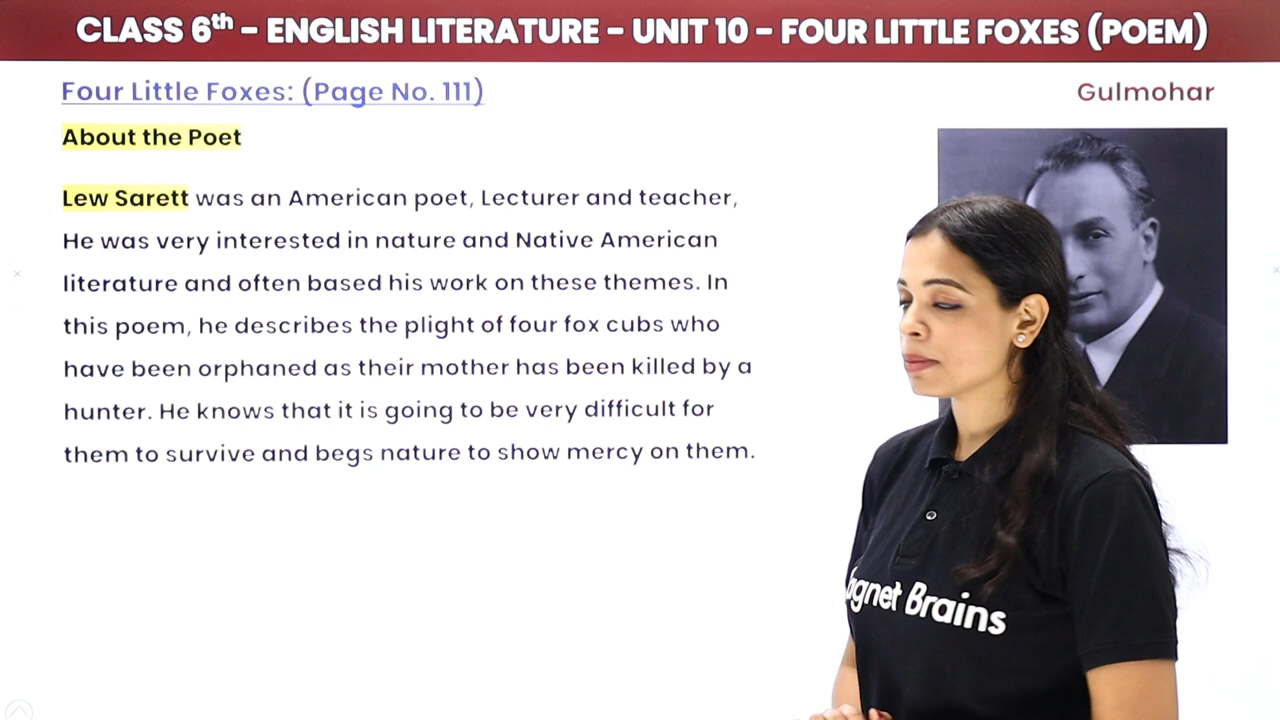 CLASS 6th – ENGLISH LITERATURE – UNIT 10 – FOUR LITTLE FOXES (POEM)
Four Little Foxes: (Page No. 111)
Gulmohar
About the Poet
Lew Sarett was an American poet, Lecturer and teacher,
He was very interested in nature and Native American
literature and often based his work on these themes. In
this poem, he describes the plight of four fox cubs who
have been orphaned as their mother has been killed by a
hunter. He knows that it is going to be very difficult for
them to survive and begs nature to show mercy on them.
agnet Brains